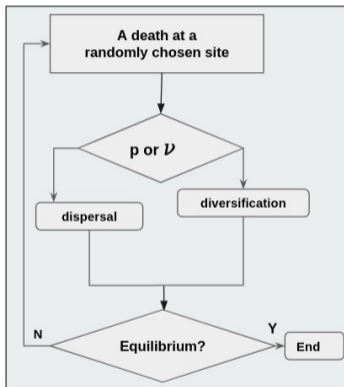 A death at a
randomly chosen site
p or ν
dispersal
diversification
N
Equilibrium?
Y
End